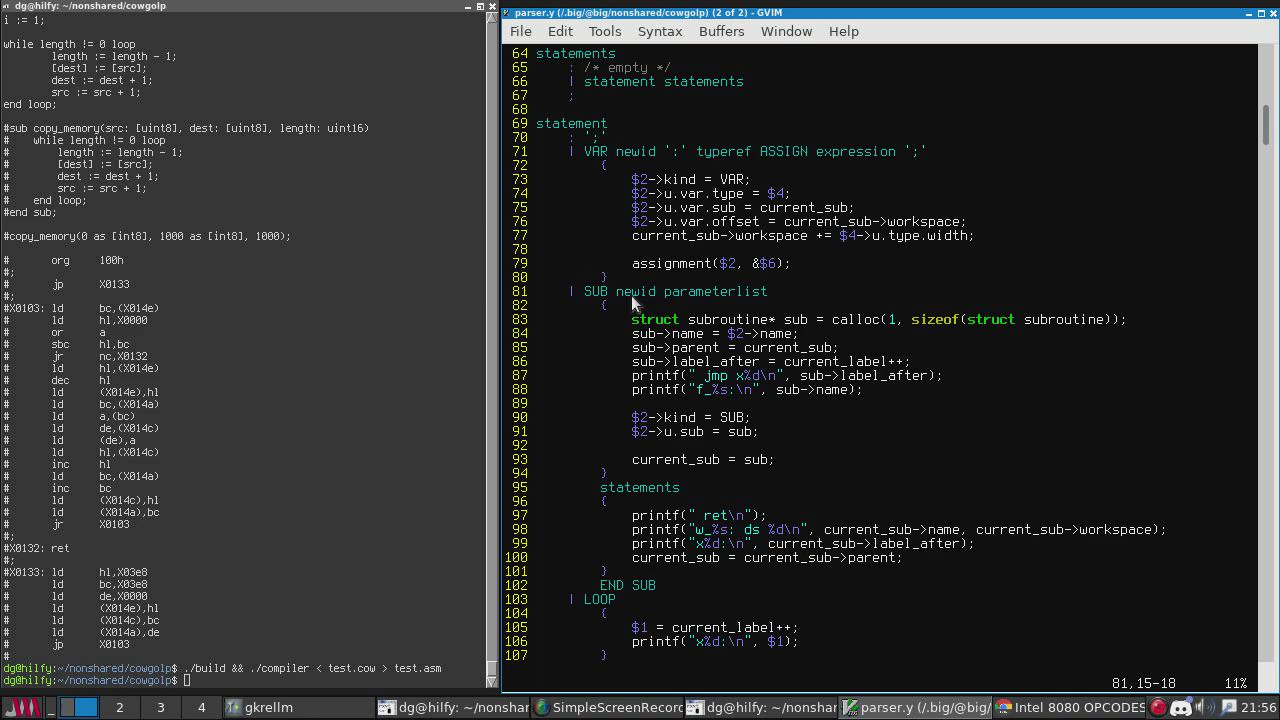 dg@hilfy: ~/nonshared/cowgolp
i := 1;
while length != 0 loop
length := length - 1;
[dest] := [src];
dest := dest + 1;
src := src + 1;
end loop;
#sub copy_memory(src: [uint8], dest: [uint8], length: uint16)
# while length != 0 loop
# length := length - 1;
# [dest] := [src];
# dest := dest + 1;
# src := src + 1;
# end loop;
#end sub;
#copy_memory(0 as [int8], 1000 as [int8], 1000);
# org 100h
#;
# jp X0133
#;
#X0103: ld bc,(X014e)
# ld hl,X0000
# or a
# sbc hl,bc
# jr nc,X0132
# ld hl,(X014e)
# dec hl
# ld (X014e),hl
# ld bc,(X014a)
# ld a,(bc)
# ld de,(X014c)
# ld (de),a
# ld hl,(X014c)
# inc hl
# ld bc,(X014a)
# inc bc
# ld (X014c),hl
# ld (X014a),bc
# jr X0103
#;
#X0132: ret
#;
#X0133: ld hl,X03e8
# ld bc,X03e8
# ld de,X0000
# ld (X014e),hl
# ld (X014c),bc
# ld (X014a),de
# jp X0103
#
dg@hilfy:~/nonshared/cowgolp$ ./build && ./compiler < test.cow > test.asm
dg@hilfy:~/nonshared/cowgolp$
parser.y (/.big/@big/nonshared/cowgolp) (2 of 2) - GVIM
File Edit Tools Syntax Buffers Window Help
64 statements
65 : /* empty */
66 | statement statements
67 ;
68
69 statement
70 : ';'
71 | VAR newid ':' typeref ASSIGN expression ';'
72 {
73 $2->kind = VAR;
74 $2->u.var.type = $4;
75 $2->u.var.sub = current_sub;
76 $2->u.var.offset = current_sub->workspace;
77 current_sub->workspace += $4->u.type.width;
78
79 assignment($2, &$6);
80 }
81 | SUB newid parameterlist
82 {
83 struct subroutine* sub = calloc(1, sizeof(struct subroutine));
84 sub->name = $2->name;
85 sub->parent = current_sub;
86 sub->label_after = current_label++;
87 printf(" jmp x%d\n", sub->label_after);
88 printf("f_%s:\n", sub->name);
89
90 $2->kind = SUB;
91 $2->u.sub = sub;
92
93 current_sub = sub;
94 }
95 statements
96 {
97 printf(" ret\n");
98 printf("w_%s: ds %d\n", current_sub->name, current_sub->workspace);
99 printf("x%d:\n", current_sub->label_after);
100 current_sub = current_sub->parent;
101 }
102 END SUB
103 | LOOP
104 {
105 $1 = current_label++;
106 printf("x%d:\n", $1);
107 }
81,15-18 11%
2 3 4 gkrellm dg@hilfy: ~/nonshar SimpleScreenRecord dg@hilfy: ~/nonshar parser.y (/.big/@big/ Intel 8080 OPCODES 21:56